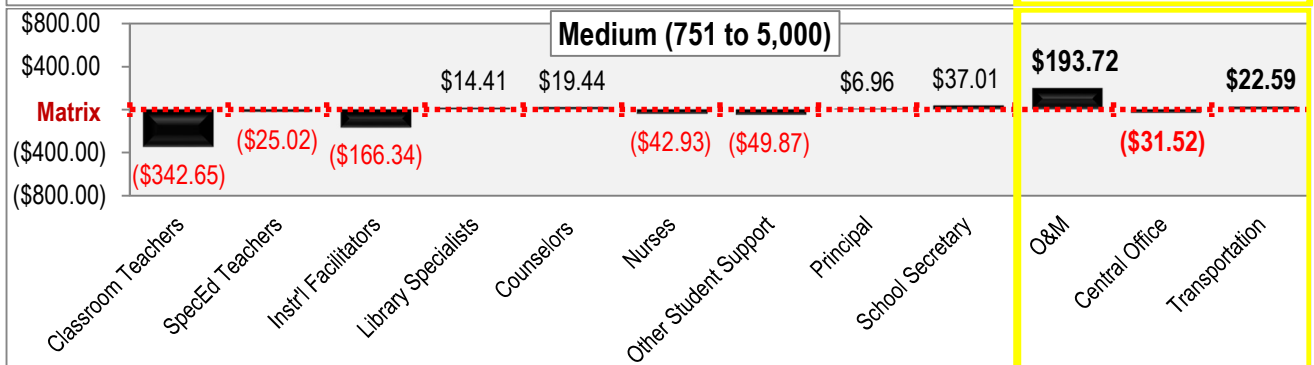 Medium (751 to 5,000)
$800.00
$400.00
Matrix
($400.00)
($800.00)
($342.65)
($25.02)
($166.34)
$14.41
$19.44
($42.93)
($49.87)
$6.96
$37.01
$193.72
($31.52)
$22.59
Classroom Teachers
SpecEd Teachers
Instr'l Facilitators
Library Specialists
Counselors
Nurses
Other Student Support
Principal
School Secretary
O&M
Central Office
Transportation